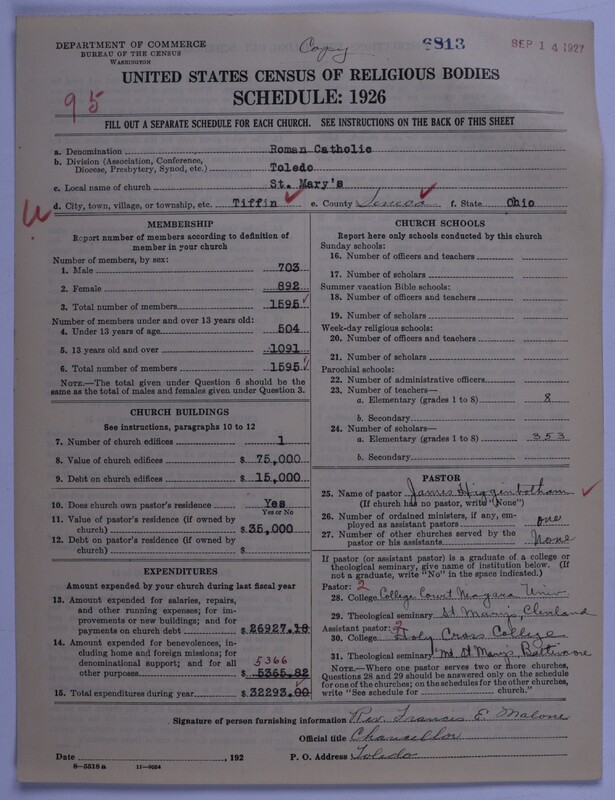 DEPARTMENT OF COMMERCE
BUREAU OF THE CENSUS
WASHINGTON
Copy
6813
SEP 14 1927
UNITED STATES CENSUS OF RELIGIOUS BODIES
SCHEDULE: 1926
95
FILL OUT A SEPARATE SCHEDULE FOR EACH CHURCH. SEE INSTRUCTIONS ON THE BACK OF THIS SHEET
a. Denomination Roman Catholic
b. Division (Association, Conference, Diocese, Presbytery, Synod, etc.) Toledo
c. Local name of church St. Mary's
d. City, town, village, or township, etc. Tiffin e. County Seneca f. State Ohio
MEMBERSHIP
Report number of members according to definition of
member in your church
Number of members, by sex:
1. Male 703
2. Female 892
3. Total number of members 1595
Number of members under and over 13 years old:
4. Under 13 years of age 504
5. 13 years old and over 1091
6. Total number of members 1595
NOTE.—The total given under Question 6 should be
same as the total of males and females given under Question 3.
CHURCH BUILDINGS
See instructions, paragraphs 10 to 12
7. Number of church edifices 1
8. Value of church edifices $ 75,000
9. Debt on church edifices $ 15,000
10. Does church own pastor's residence Yes
Yes or No
11. Value of pastor's residence (if owned by
church) $ 35,000
12. Debt on pastor's residence (if owned by
church) $
EXPENDITURES
Amount expended by your church during last fiscal year
13. Amount expended for salaries, repairs,
and other running expenses; for im-
provements or new buildings; and for
payments on church debt $ 26927.18
14. Amount expended for benevolences, in-
cluding home and foreign missions; for
denominational support; and for all
5366
other purposes $ 5365.82
15. Total expenditures during year $ 32293.00
CHURCH SCHOOLS
Report here only schools conducted by this church
Sunday schools:
16. Number of officers and teachers
17. Number of scholars
Summer vacation Bible schools:
18. Number of officers and teachers
19. Number of scholars
Week-day religious schools:
20. Number of officers and teachers
21. Number of scholars
Parochial schools:
22. Number of administrative officers
23. Number of teachers—
a. Elementary (grades 1 to 8) 8
b. Secondary
24. Number of scholars—
a. Elementary (grades 1 to 8) 353
b. Secondary
PASTOR
25. Name of pastor James Higgenbotham
(If church has no pastor, write "None")
26. Number of ordained ministers, if any, em-
ployed as assistant pastors one
27. Number of other churches served by the
pastor or his assistants None
If pastor (or assistant pastor) is a graduate of a college or
theological seminary, give name of institution below. (If
not a graduate, write "No" in the space indicated.)
Pastor: 2
28. College College Court Niagara Univ
29. Theological seminary St Mary's, Cleveland
Assistant pastor: 2
30. College Holy Cross College
31. Theological seminary Md. St Mary's Baltimore
NOTE.—Where one pastor serves two or more churches,
Questions 28 and 29 should be answered only on the schedule
for one of the churches; on the schedules for the other churches,
write "See schedule for church."
Signature of person furnishing information Rev. Francis E. Malone
Official title Chancellor
Date , 192 P. O. Address Toledo
8—5518 a 11—9034